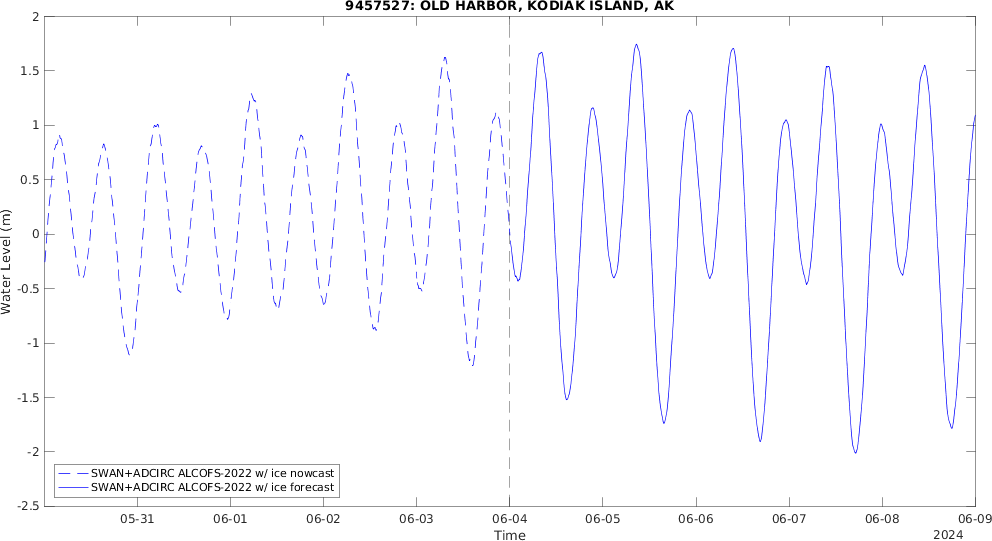 9457527: OLD HARBOR, KODIAK ISLAND, AK
2
1.5
1
0.5
0
-0.5
-1
-1.5
-2
-2.5
Water Level (m)
SWAN+ADCIRC ALCOFS-2022 w/ ice nowcast
SWAN+ADCIRC ALCOFS-2022 w/ ice forecast
05-31 06-01 06-02 06-03 06-04 06-05 06-06 06-07 06-08 06-09
Time
2024